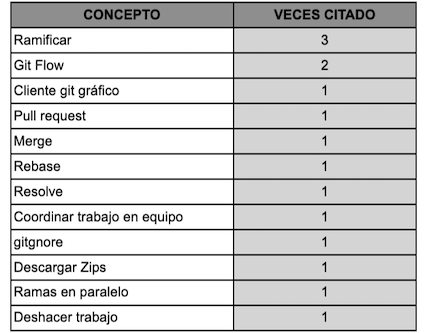 CONCEPTO VECES CITADO
Ramificar 3
Git Flow 2
Cliente git gráfico 1
Pull request 1
Merge 1
Rebase 1
Resolve 1
Coordinar trabajo en equipo 1
gitgnore 1
Descargar Zips 1
Ramas en paralelo 1
Deshacer trabajo 1